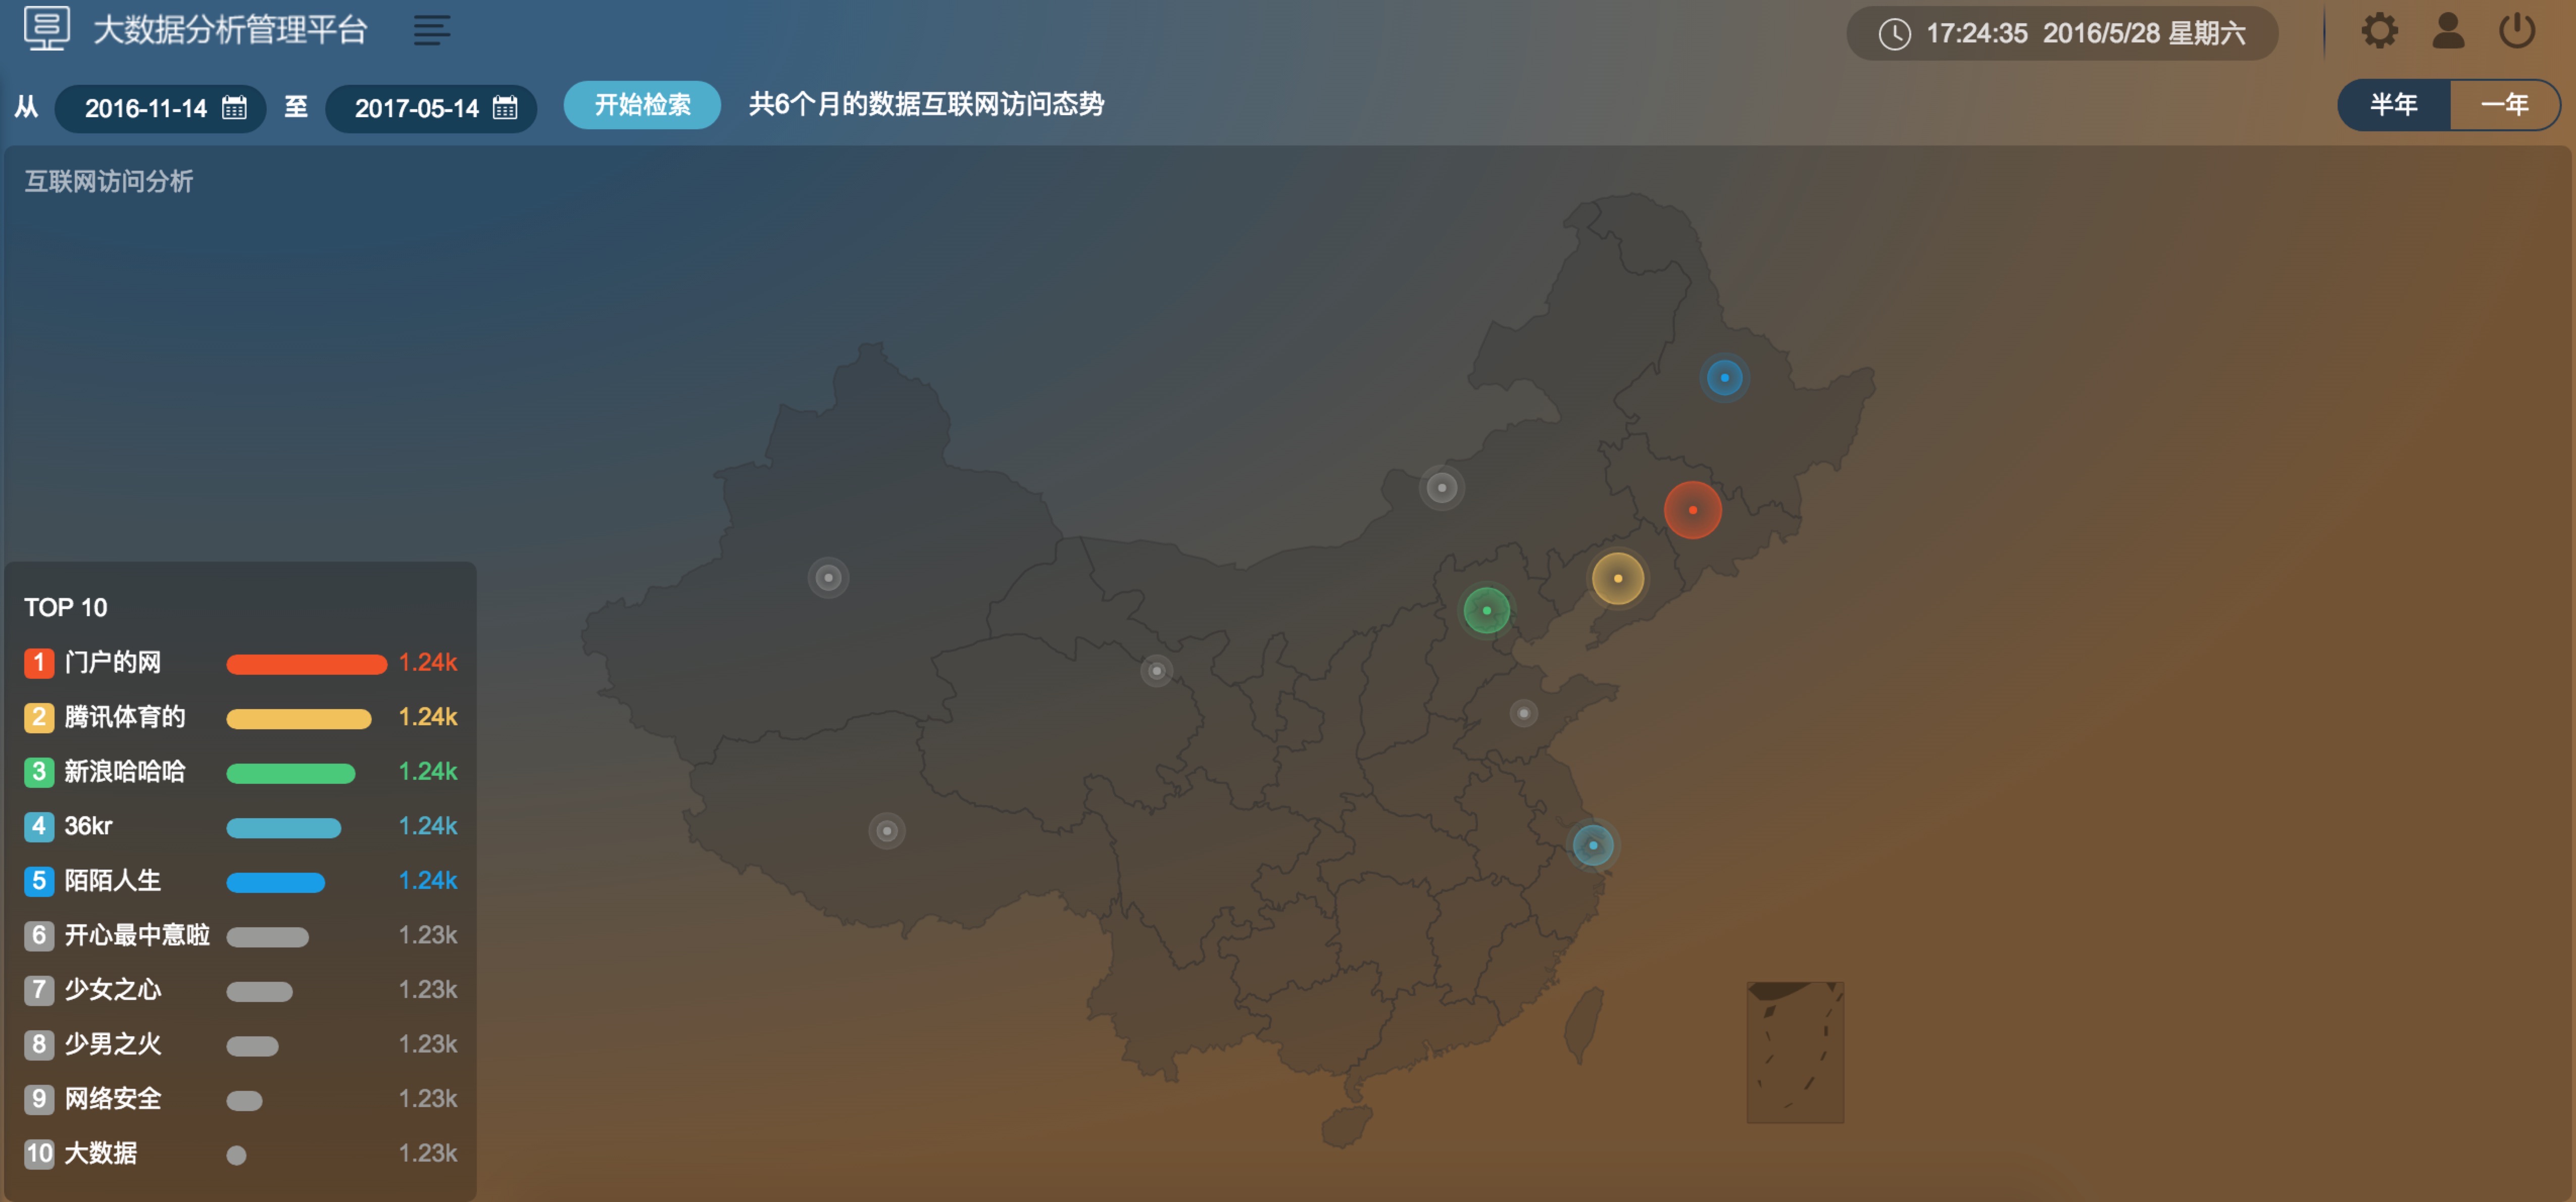 大数据分析管理平台
17:24:35 2016/5/28 星期六
从 2016-11-14 至 2017-05-14 开始检索 共6个月的数据互联网访问态势 半年 一年
互联网访问分析
TOP 10
1 门户的网 1.24k
2 腾讯体育的 1.24k
3 新浪哈哈哈 1.24k
4 36kr 1.24k
5 陌陌人生 1.24k
6 开心最中意啦 1.23k
7 少女之心 1.23k
8 少男之火 1.23k
9 网络安全 1.23k
10 大数据 1.23k